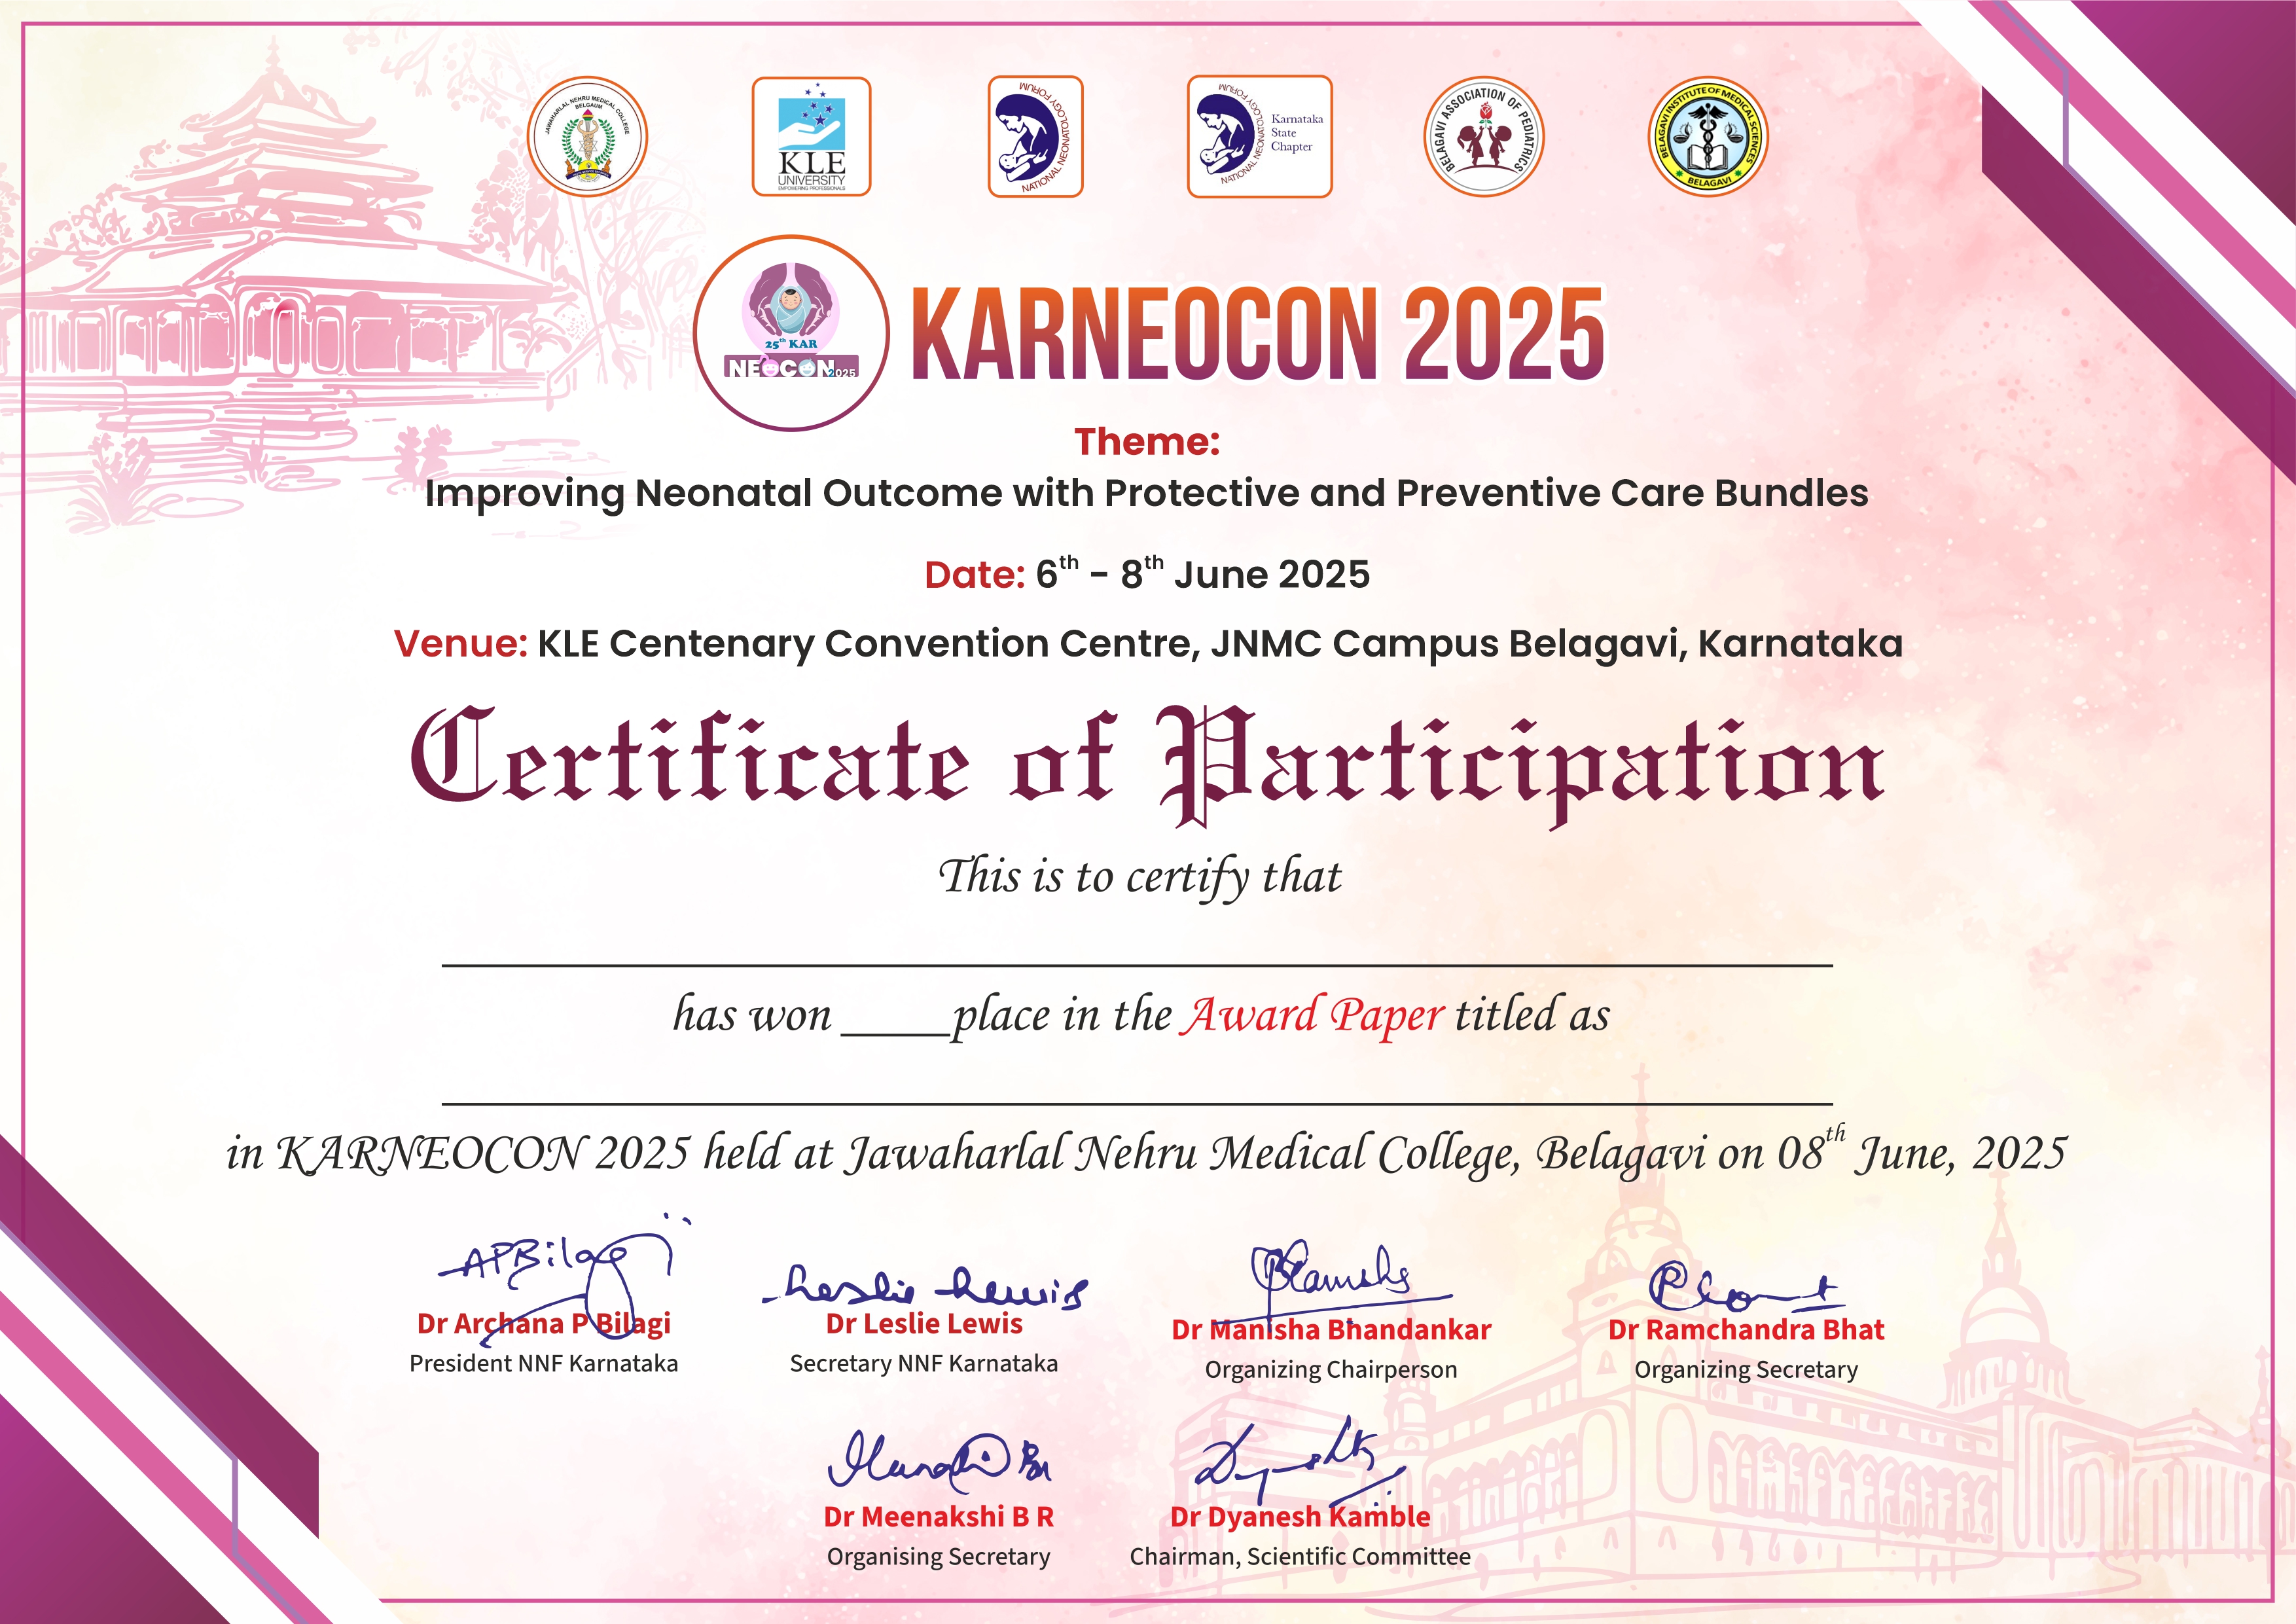 JAWAHARLAL NEHRU MEDICAL COLLEGE
BELGAUM
KLE
UNIVERSITY
EMPOWERING PROFESSIONALS
NATIONAL NEONATOLOGY FORUM
NATIONAL NEONATOLOGY FORUM
Karnataka
State
Chapter
BELAGAVI ASSOCIATION OF PEDIATRICS
BELAGAVI INSTITUTE OF MEDICAL SCIENCES
BELAGAVI
25th KAR
NEOCON 2025
KARNEOCON 2025
Theme:
Improving Neonatal Outcome with Protective and Preventive Care Bundles
Date: 6th - 8th June 2025
Venue: KLE Centenary Convention Centre, JNMC Campus Belagavi, Karnataka
Certificate of Participation
This is to certify that
has won _____place in the Award Paper titled as
in KARNEOCON 2025 held at Jawaharlal Nehru Medical College, Belagavi on 08th June, 2025
APBilagi
Leslie Lewis
Dr Archana P Bilagi
President NNF Karnataka
Dr Leslie Lewis
Secretary NNF Karnataka
Dr Manisha Bhandankar
Organizing Chairperson
Dr Ramchandra Bhat
Organizing Secretary
Dr Meenakshi B R
Organising Secretary
Dr Dyanesh Kamble
Chairman, Scientific Committee